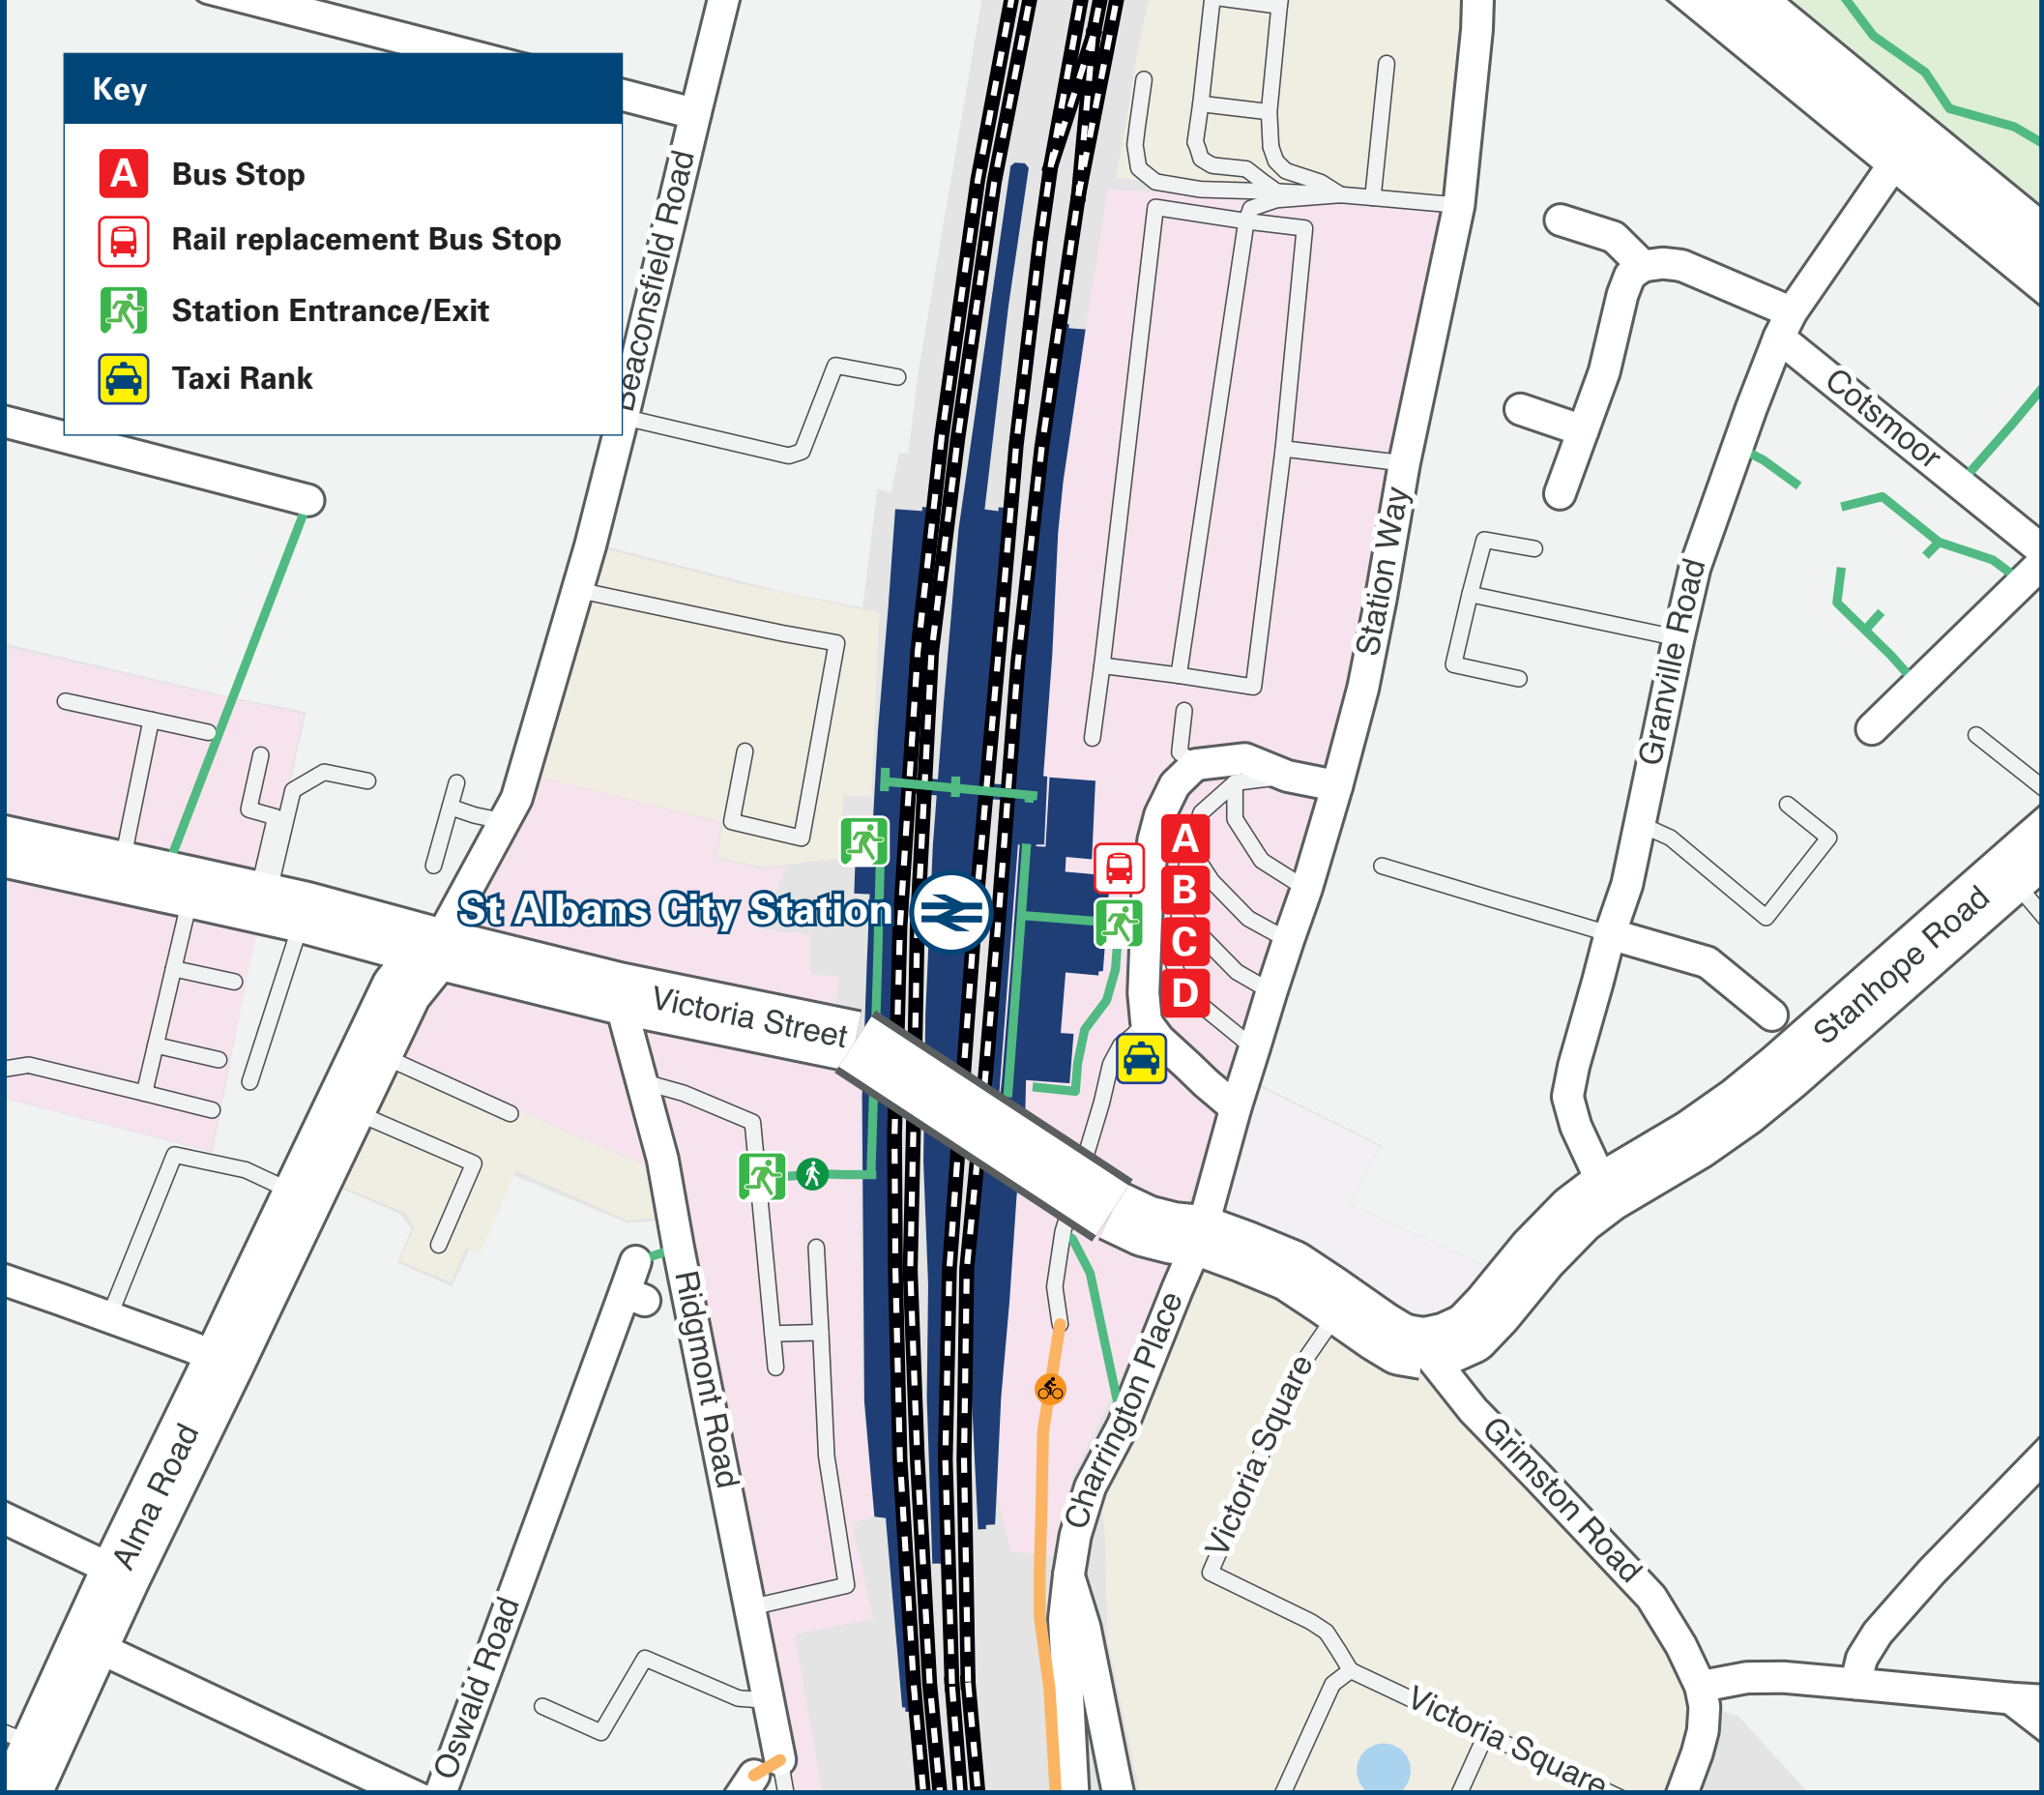 Key
A
Bus Stop
Rail replacement Bus Stop
Station Entrance/Exit
Taxi Rank
Beaconsfield Road
Cotsmoor
Station Way
Granville Road
A
B
C
D
St Albans City Station
Stanhope Road
Victoria Street
Ridgmont Road
Charrington Place
Victoria Square
Grimston Road
Alma Road
Oswald Road
Victoria Square